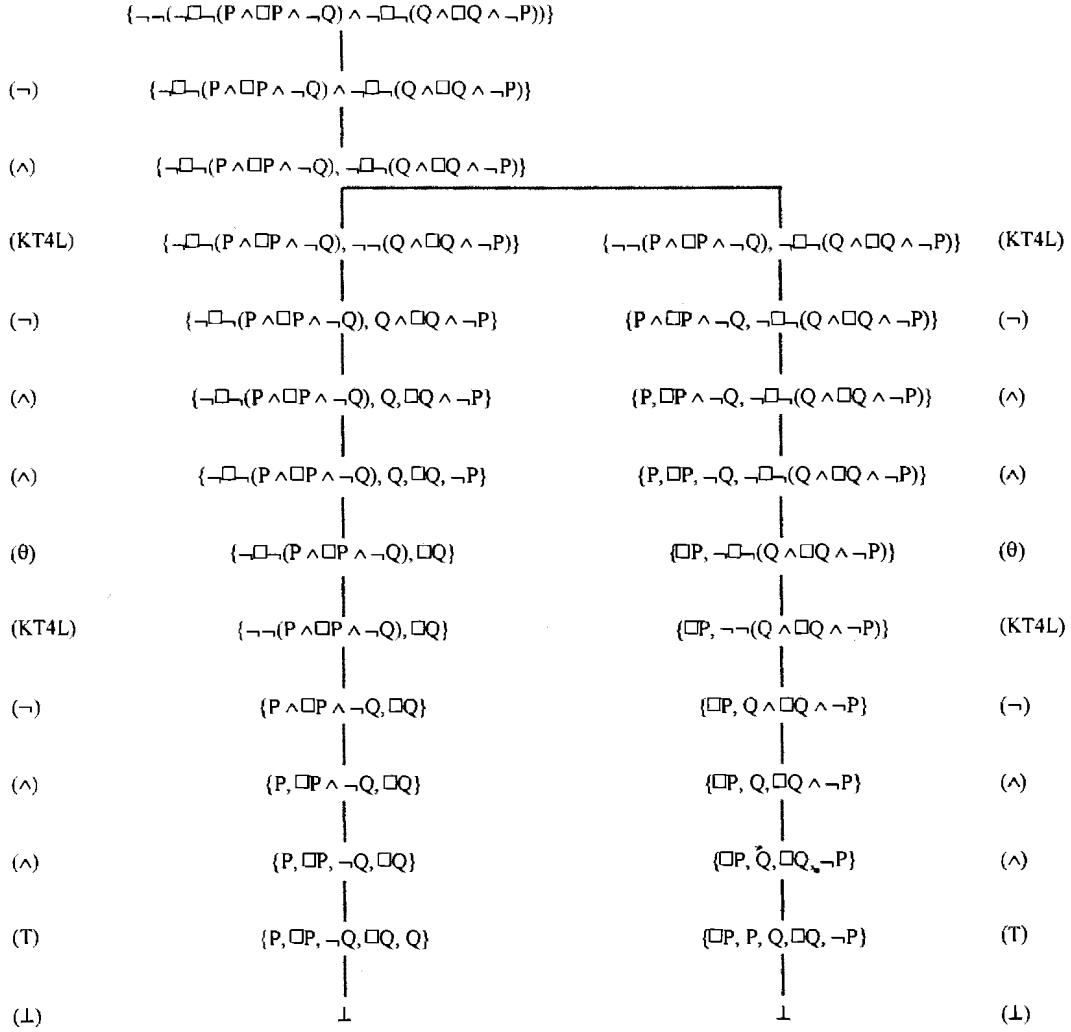 {¬¬(¬□¬(P ∧ □P ∧ ¬Q) ∧ ¬□¬(Q ∧ □Q ∧ ¬P))}
(¬) {¬□¬(P ∧ □P ∧ ¬Q) ∧ ¬□¬(Q ∧ □Q ∧ ¬P)}
(∧) {¬□¬(P ∧ □P ∧ ¬Q), ¬□¬(Q ∧ □Q ∧ ¬P)}
(KT4L) {¬□¬(P ∧ □P ∧ ¬Q), ¬¬(Q ∧ □Q ∧ ¬P)} {¬¬(P ∧ □P ∧ ¬Q), ¬□¬(Q ∧ □Q ∧ ¬P)} (KT4L)
(¬) {¬□¬(P ∧ □P ∧ ¬Q), Q ∧ □Q ∧ ¬P} {P ∧ □P ∧ ¬Q, ¬□¬(Q ∧ □Q ∧ ¬P)} (¬)
(∧) {¬□¬(P ∧ □P ∧ ¬Q), Q, □Q ∧ ¬P} {P, □P ∧ ¬Q, ¬□¬(Q ∧ □Q ∧ ¬P)} (∧)
(∧) {¬□¬(P ∧ □P ∧ ¬Q), Q, □Q, ¬P} {P, □P, ¬Q, ¬□¬(Q ∧ □Q ∧ ¬P)} (∧)
(θ) {¬□¬(P ∧ □P ∧ ¬Q), □Q} {□P, ¬□¬(Q ∧ □Q ∧ ¬P)} (θ)
(KT4L) {¬¬(P ∧ □P ∧ ¬Q), □Q} {□P, ¬¬(Q ∧ □Q ∧ ¬P)} (KT4L)
(¬) {P ∧ □P ∧ ¬Q, □Q} {□P, Q ∧ □Q ∧ ¬P} (¬)
(∧) {P, □P ∧ ¬Q, □Q} {□P, Q, □Q ∧ ¬P} (∧)
(∧) {P, □P, ¬Q, □Q} {□P, Q, □Q, ¬P} (∧)
(T) {P, □P, ¬Q, □Q, Q} {□P, P, Q, □Q, ¬P} (T)
(⊥) ⊥ ⊥ (⊥)